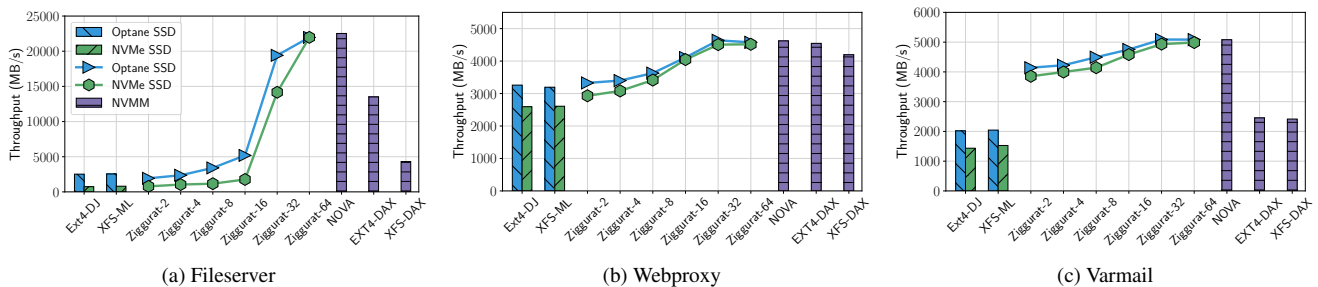 Throughput (MB/s)
25000
20000
15000
10000
5000
0
Optane SSD
NVMe SSD
Optane SSD
NVMe SSD
NVMM
Ext4-DJ
XFS-ML
Ziggurat-2
Ziggurat-4
Ziggurat-8
Ziggurat-16
Ziggurat-32
Ziggurat-64
NOVA
EXT4-DAX
XFS-DAX
(a) Fileserver
Throughput (MB/s)
5000
4000
3000
2000
1000
0
Ext4-DJ
XFS-ML
Ziggurat-2
Ziggurat-4
Ziggurat-8
Ziggurat-16
Ziggurat-32
Ziggurat-64
NOVA
EXT4-DAX
XFS-DAX
(b) Webproxy
Throughput (MB/s)
6000
5000
4000
3000
2000
1000
0
Ext4-DJ
XFS-ML
Ziggurat-2
Ziggurat-4
Ziggurat-8
Ziggurat-16
Ziggurat-32
Ziggurat-64
NOVA
EXT4-DAX
XFS-DAX
(c) Varmail